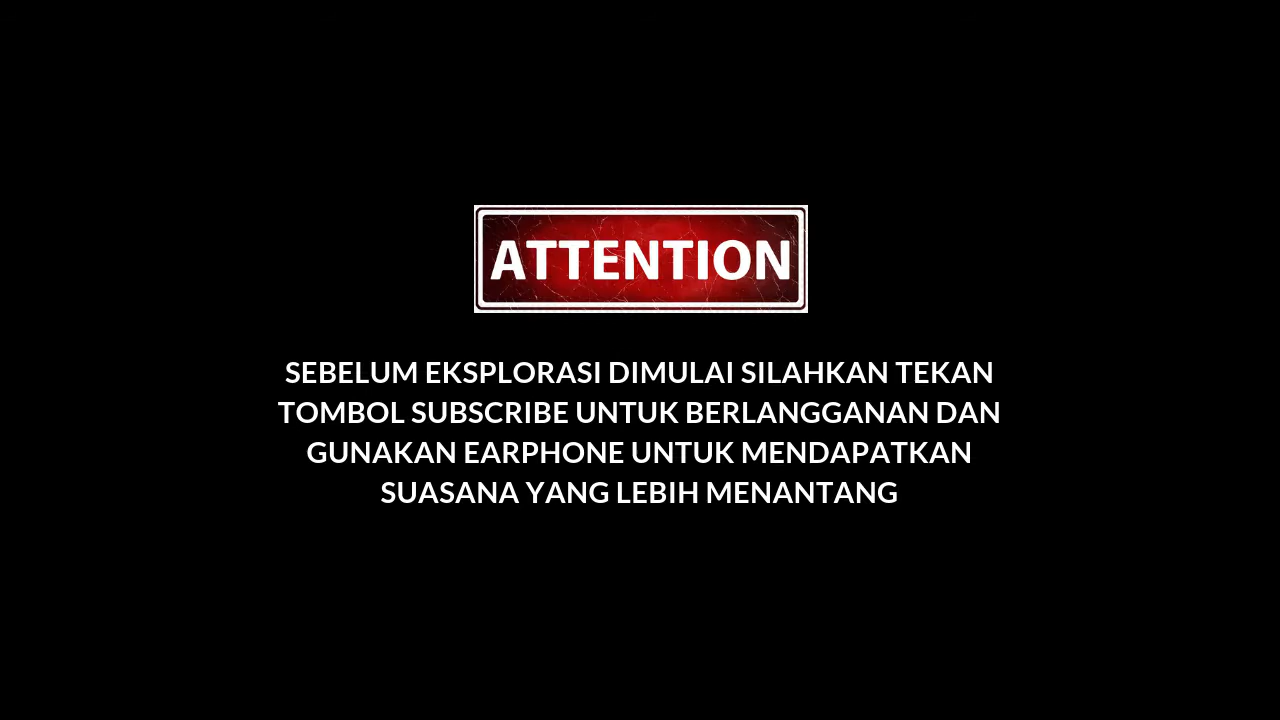 ATTENTION
SEBELUM EKSPLORASI DIMULAI SILAHKAN TEKAN
TOMBOL SUBSCRIBE UNTUK BERLANGGANAN DAN
GUNAKAN EARPHONE UNTUK MENDAPATKAN
SUASANA YANG LEBIH MENANTANG